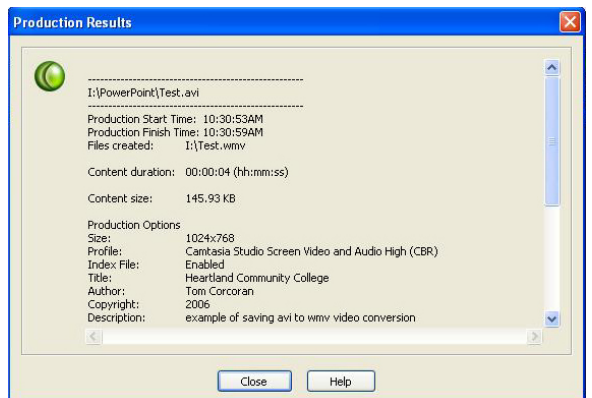 Production Results
------------------------------------------------------
I:\PowerPoint\Test.avi
------------------------------------------------------
Production Start Time: 10:30:53AM
Production Finish Time: 10:30:59AM
Files created: I:\Test.wmv
Content duration: 00:00:04 (hh:mm:ss)
Content size: 145.93 KB
Production Options
Size: 1024x768
Profile: Camtasia Studio Screen Video and Audio High (CBR)
Index File: Enabled
Title: Heartland Community College
Author: Tom Corcoran
Copyright: 2006
Description: example of saving avi to wmv video conversion
Close Help